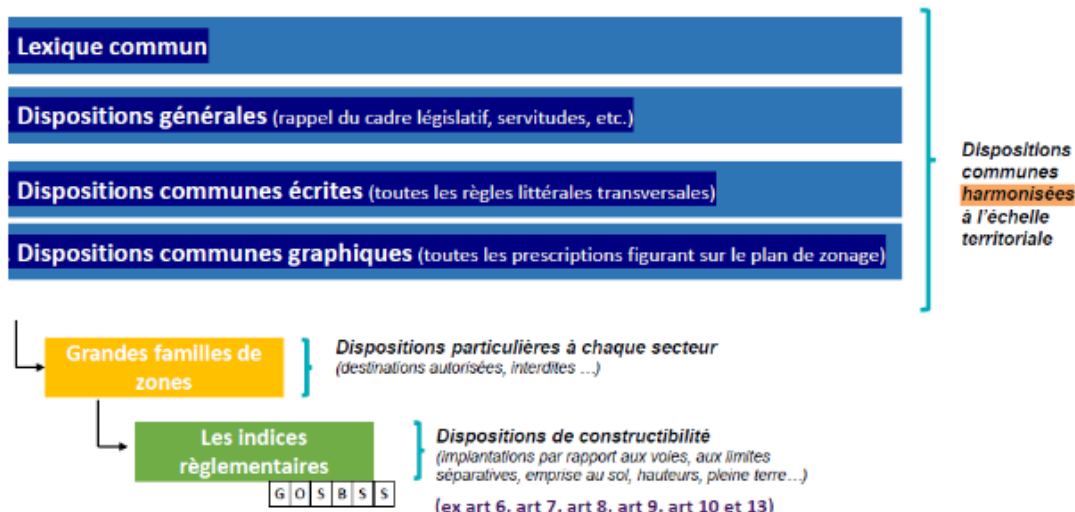 . Lexique commun
. Dispositions générales (rappel du cadre législatif, servitudes, etc.)
. Dispositions communes écrites (toutes les règles littérales transversales)
. Dispositions communes graphiques (toutes les prescriptions figurant sur le plan de zonage)
Dispositions
communes
harmonisées
à l'échelle
territoriale
Grandes familles de
zones
Dispositions particulières à chaque secteur
(destinations autorisées, interdites ...)
Les indices
règlementaires
G O S B S S
Dispositions de constructibilité
(implantations par rapport aux voies, aux limites
séparatives, emprise au sol, hauteurs, pleine terre...)
(ex art 6, art 7, art 8, art 9, art 10 et 13)